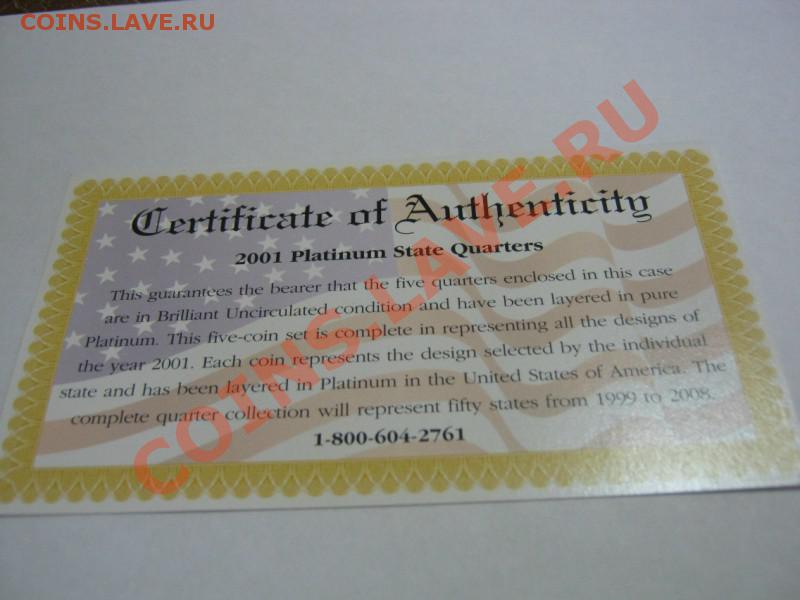 COINS.LAVE.RU
Certificate of Authenticity
2001 Platinum State Quarters
This guarantees the bearer that the five quarters enclosed in this case
are in Brilliant Uncirculated condition and have been layered in pure
Platinum. This five-coin set is complete in representing all the designs of
the year 2001. Each coin represents the design selected by the individual
state and has been layered in Platinum in the United States of America. The
complete quarter collection will represent fifty states from 1999 to 2008.
1-800-604-2761
COINS.LAVE.RU